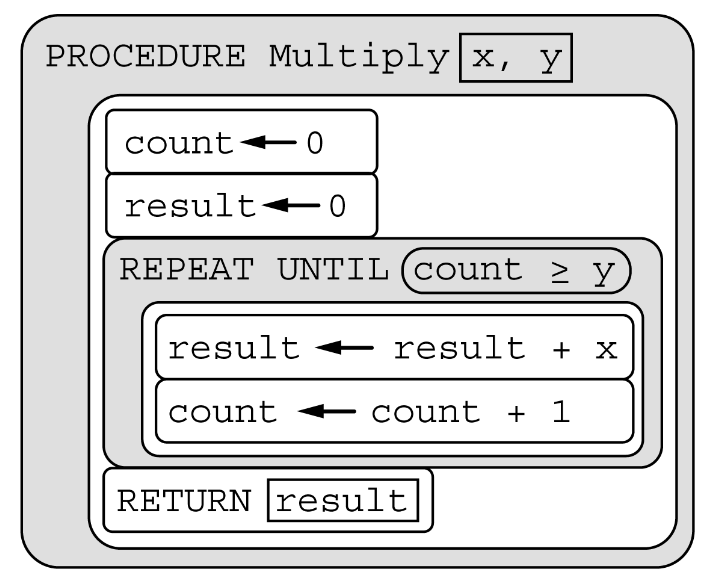 PROCEDURE Multiply x, y
count ← 0
result ← 0
REPEAT UNTIL count ≥ y
result ← result + x
count ← count + 1
RETURN result